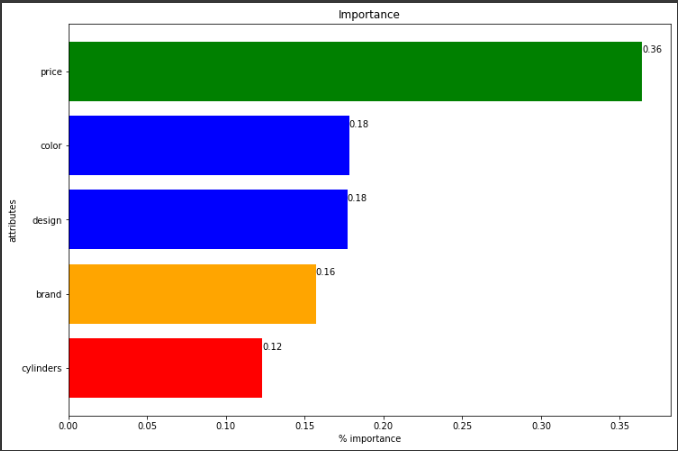 Importance
price
0.36
color
0.18
design
0.18
brand
0.16
cylinders
0.12
attributes
0.00 0.05 0.10 0.15 0.20 0.25 0.30 0.35
% importance